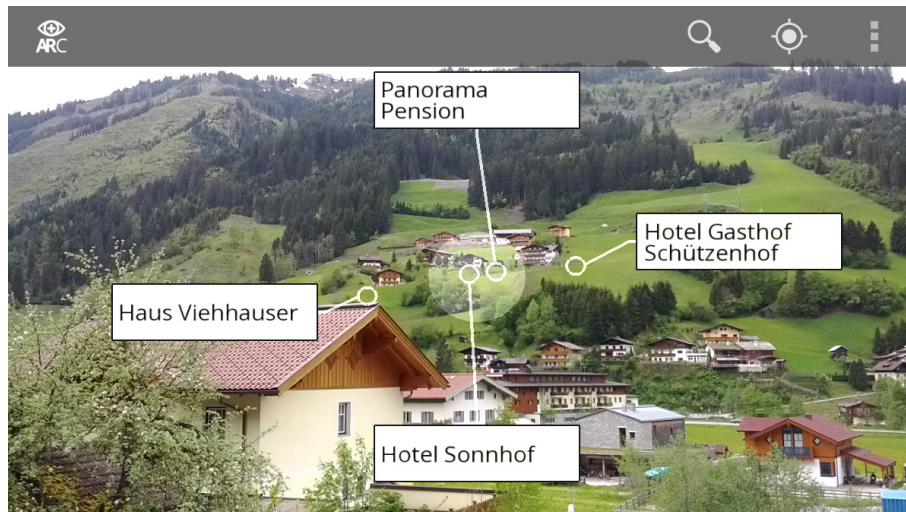 ARC
Panorama
Pension
Hotel Gasthof
Schützenhof
Haus Viehhauser
Hotel Sonnhof